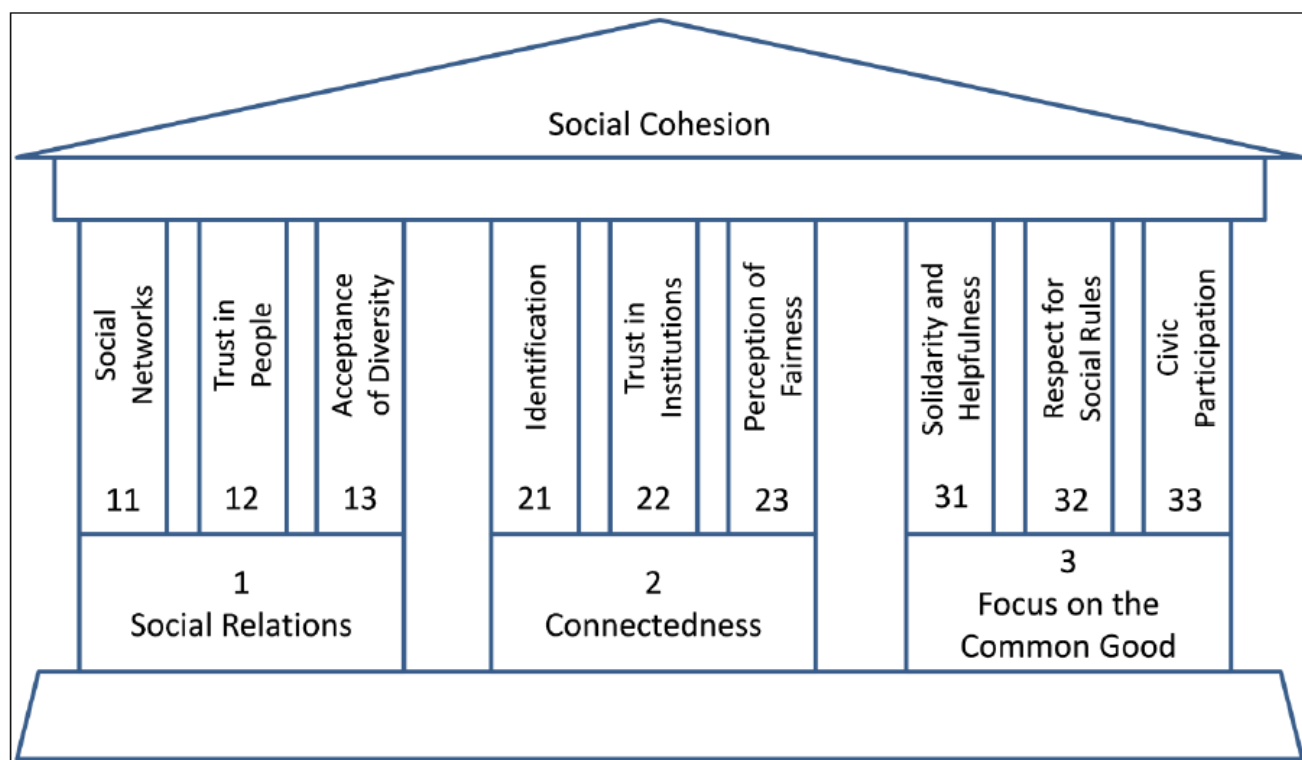 Social Cohesion
Social
Networks
11
Trust in
People
12
Acceptance
of Diversity
13
1
Social Relations
Identification
21
Trust in
Institutions
22
Perception of
Fairness
23
2
Connectedness
Solidarity and
Helpfulness
31
Respect for
Social Rules
32
Civic
Participation
33
3
Focus on the
Common Good